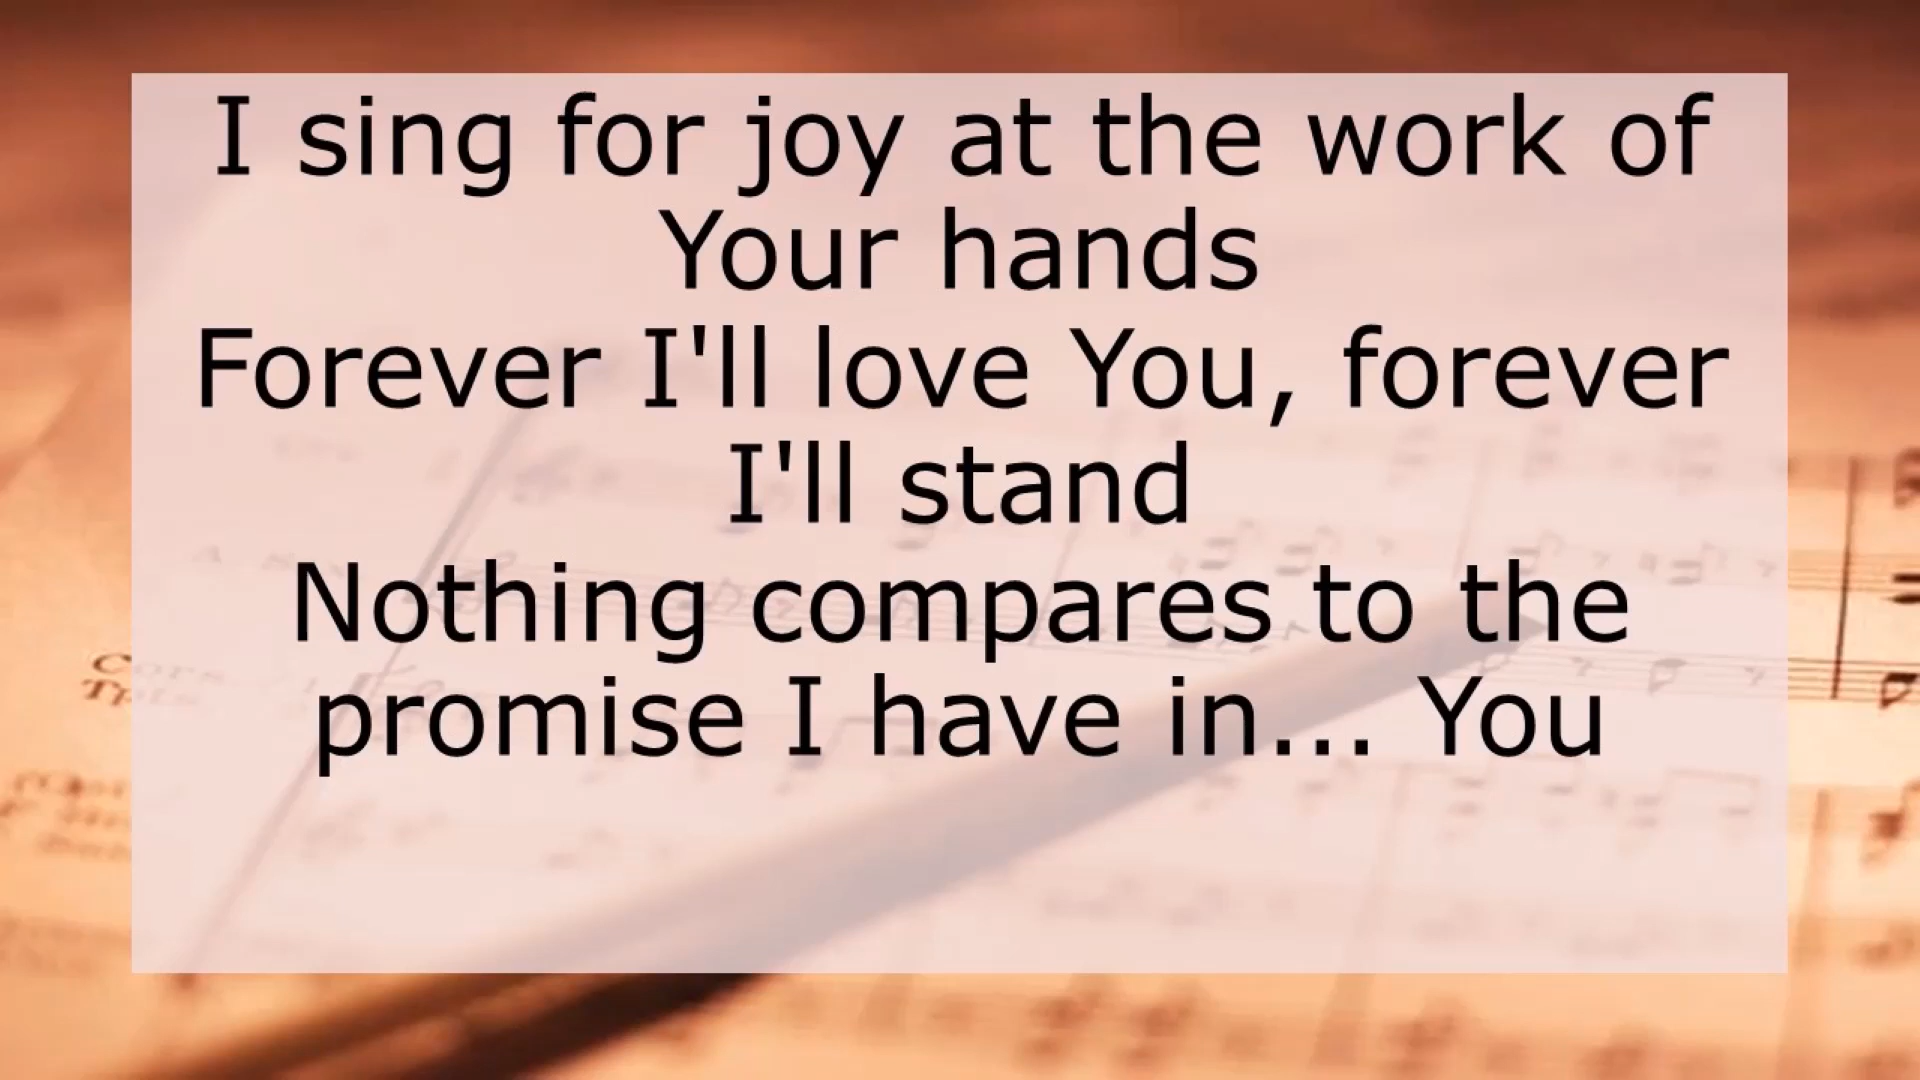 I sing for joy at the work of
Your hands
Forever I'll love You, forever
I'll stand
Nothing compares to the
promise I have in... You